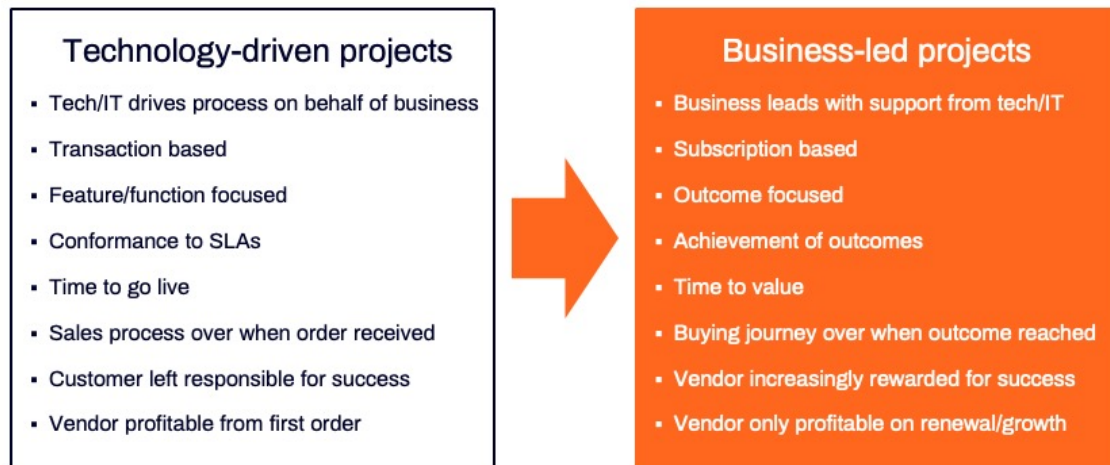 Technology-driven projects
▪ Tech/IT drives process on behalf of business
▪ Transaction based
▪ Feature/function focused
▪ Conformance to SLAs
▪ Time to go live
▪ Sales process over when order received
▪ Customer left responsible for success
▪ Vendor profitable from first order
Business-led projects
▪ Business leads with support from tech/IT
▪ Subscription based
▪ Outcome focused
▪ Achievement of outcomes
▪ Time to value
▪ Buying journey over when outcome reached
▪ Vendor increasingly rewarded for success
▪ Vendor only profitable on renewal/growth